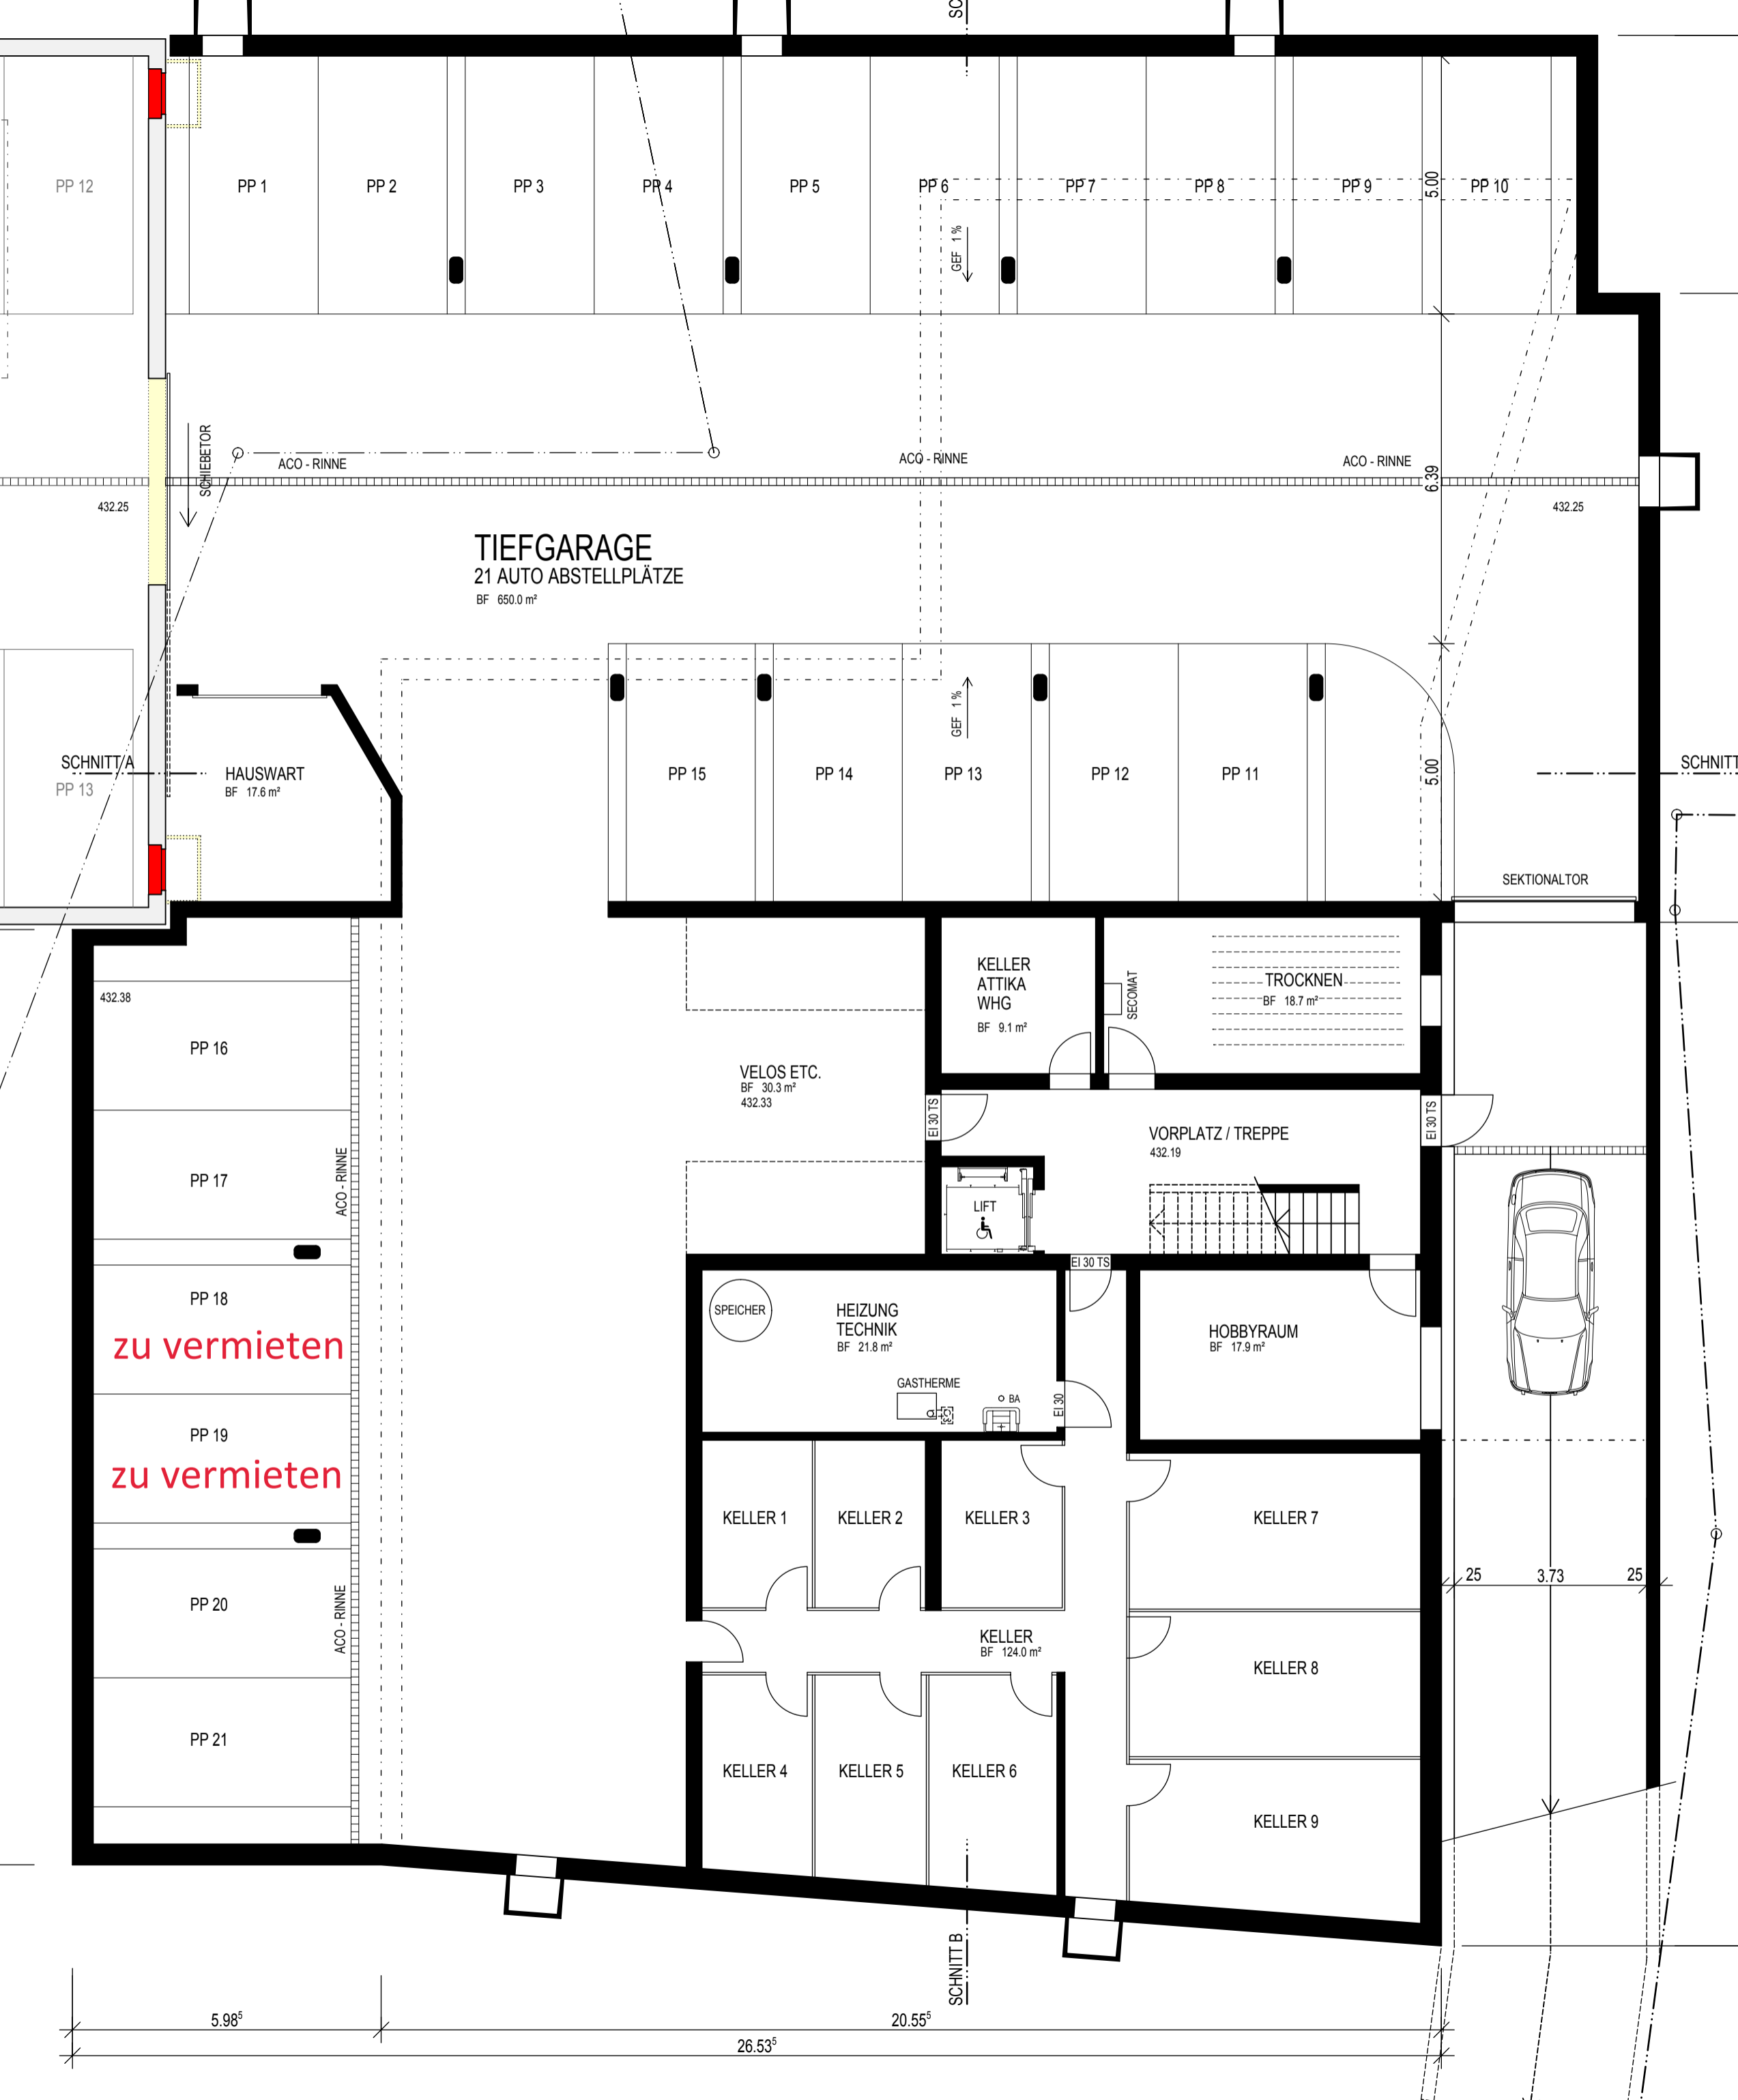 SC
PP 12
PP 1
PP 2
PP 3
PP 4
PP 5
PP 6
PP 7
PP 8
PP 9
5.00
PP 10
GEF 1 %
SCHIEBETOR
ACO - RINNE
ACO - RINNE
ACO - RINNE
6.39
432.25
432.25
TIEFGARAGE
21 AUTO ABSTELLPLÄTZE
BF 650.0 m²
GEF 1 %
SCHNITT A
PP 13
HAUSWART
BF 17.6 m²
PP 15
PP 14
PP 13
PP 12
PP 11
5.00
SCHNITT
SEKTIONALTOR
432.38
KELLER
ATTIKA
WHG
BF 9.1 m²
SECOMAT
TROCKNEN
BF 18.7 m²
PP 16
VELOS ETC.
BF 30.3 m²
432.33
EI 30 TS
VORPLATZ / TREPPE
432.19
EI 30 TS
PP 17
ACO - RINNE
LIFT
EI 30 TS
PP 18
zu vermieten
SPEICHER
HEIZUNG
TECHNIK
BF 21.8 m²
HOBBYRAUM
BF 17.9 m²
GASTHERME
BA
EI 30
PP 19
zu vermieten
KELLER 1
KELLER 2
KELLER 3
KELLER 7
PP 20
ACO - RINNE
25
3.73
25
KELLER
BF 124.0 m²
KELLER 8
PP 21
KELLER 4
KELLER 5
KELLER 6
KELLER 9
SCHNITT B
5.98⁵
20.55⁵
26.53⁵